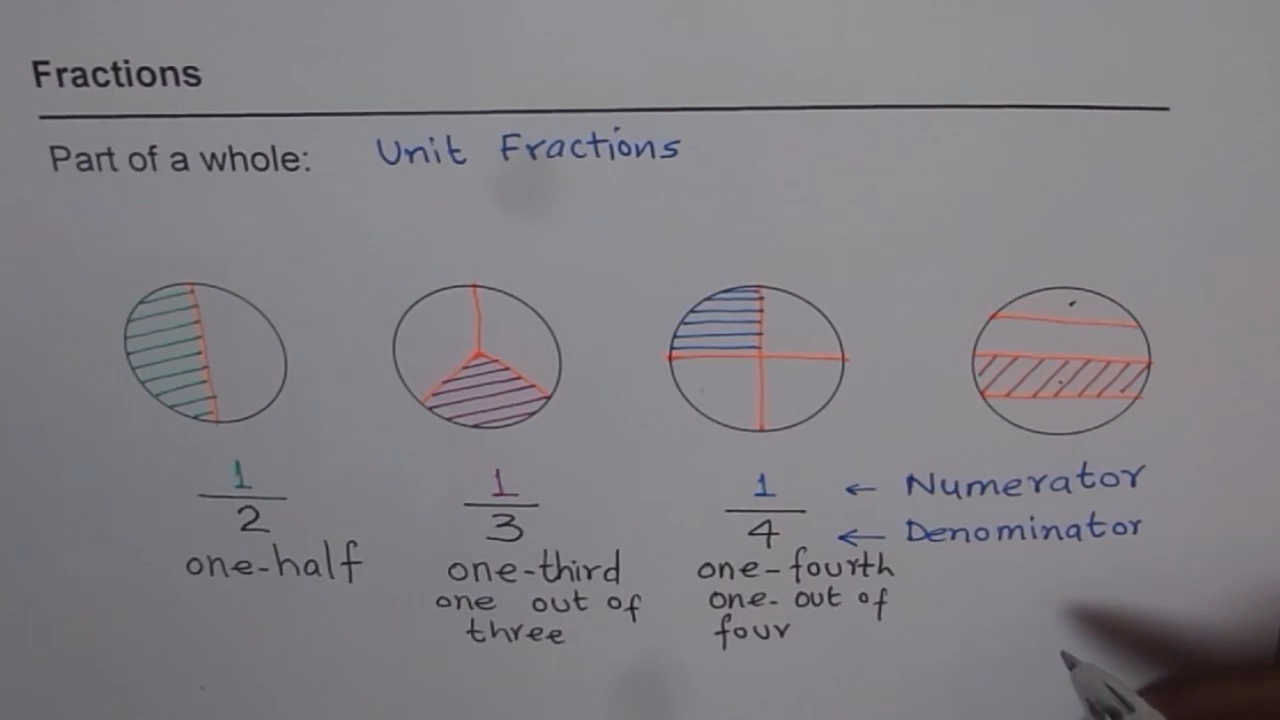 Fractions
Part of a whole: Unit Fractions
1/2 1/3 1/4 ← Numerator
← Denominator
one-half one-third one-fourth
one out of three
one- out of four